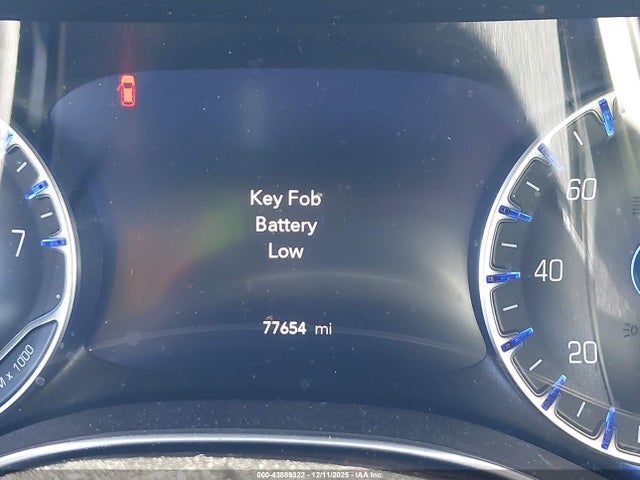 Key Fob
Battery
Low
77654 mi
7
M x 1000
60
40
20
000-43889322 - 12/11/2025 - IAA Inc.